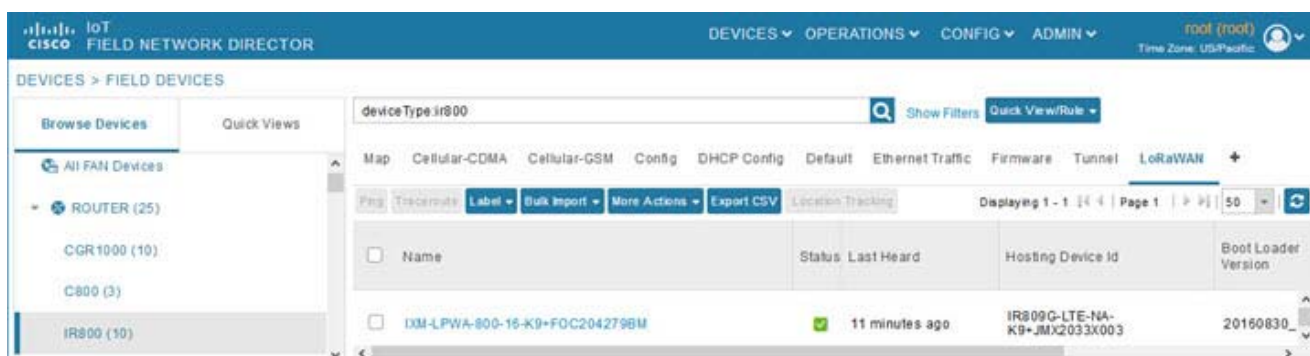 IoT
CISCO FIELD NETWORK DIRECTOR
DEVICES OPERATIONS CONFIG ADMIN
root (root)
Time Zone: US/Pacific
DEVICES > FIELD DEVICES
Browse Devices
Quick Views
All FAN Devices
ROUTER (25)
CGR1000 (10)
C800 (3)
IR800 (10)
deviceType:ir800
Show Filters
Quick View/Rule
Map Cellular-CDMA Cellular-GSM Config DHCP Config Default Ethernet Traffic Firmware Tunnel LoRaWAN +
Ping Traceroute Label Bulk Import More Actions Export CSV Location Tracking
Displaying 1 - 1 Page 1 50
Name Status Last Heard Hosting Device Id Boot Loader Version
IXM-LPWA-800-16-K9+FOC204279BM 11 minutes ago IR809G-LTE-NA-K9+JMX2033X003 20160830_